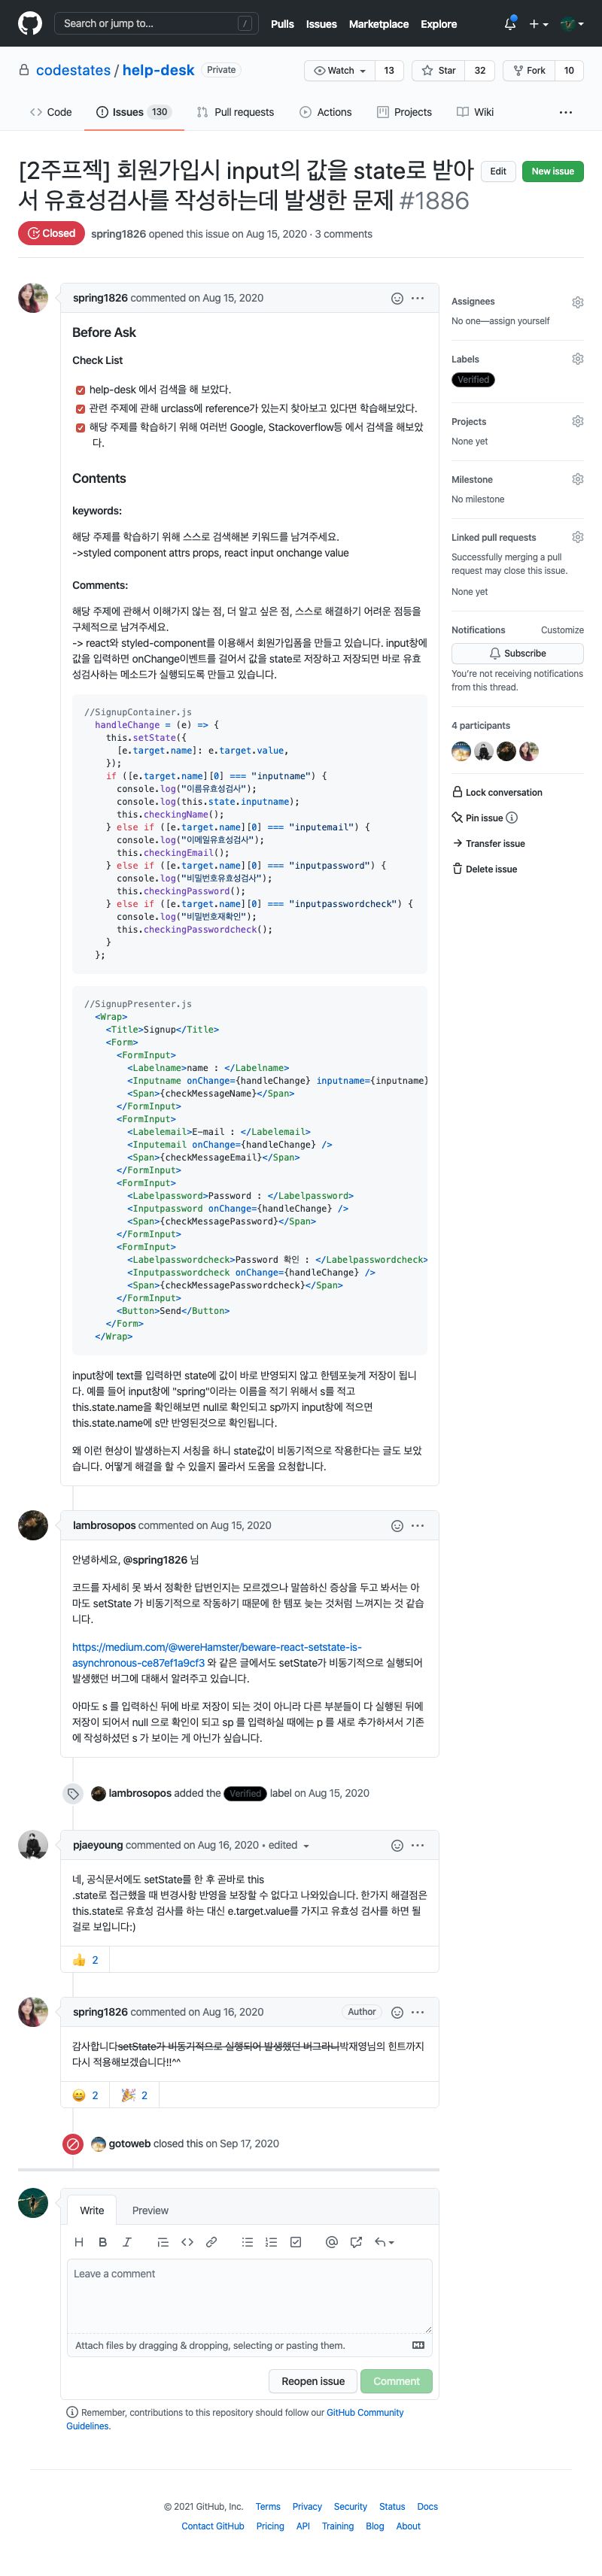 Search or jump to... /
Pulls Issues Marketplace Explore
codestates / help-desk Private
Watch 13 Star 32 Fork 10
Code Issues 130 Pull requests Actions Projects Wiki
[2주프젝] 회원가입시 input의 값을 state로 받아
서 유효성검사를 작성하는데 발생한 문제 #1886
Edit New issue
Closed spring1826 opened this issue on Aug 15, 2020 · 3 comments
spring1826 commented on Aug 15, 2020
Before Ask
Check List
help-desk 에서 검색을 해 보았다.
관련 주제에 관해 urclass에 reference가 있는지 찾아보고 있다면 학습해보았다.
해당 주제를 학습하기 위해 여러번 Google, Stackoverflow등 에서 검색을 해보았
다.
Contents
keywords:
해당 주제를 학습하기 위해 스스로 검색해본 키워드를 남겨주세요.
->styled component attrs props, react input onchange value
Comments:
해당 주제에 관해서 이해가지 않는 점, 더 알고 싶은 점, 스스로 해결하기 어려운 점등을
구체적으로 남겨주세요.
-> react와 styled-component를 이용해서 회원가입폼을 만들고 있습니다. input창에
값을 입력하면 onChange이벤트를 걸어서 값을 state로 저장하고 저장되면 바로 유효
성검사하는 메소드가 실행되도록 만들고 있습니다.
//SignupContainer.js
handleChange = (e) => {
this.setState({
[e.target.name]: e.target.value,
});
if ([e.target.name][0] === "inputname") {
console.log("이름유효성검사");
console.log(this.state.inputname);
this.checkingName();
} else if ([e.target.name][0] === "inputemail") {
console.log("이메일유효성검사");
this.checkingEmail();
} else if ([e.target.name][0] === "inputpassword") {
console.log("비밀번호유효성검사");
this.checkingPassword();
} else if ([e.target.name][0] === "inputpasswordcheck") {
console.log("비밀번호재확인");
this.checkingPasswordcheck();
}
};
//SignupPresenter.js
<Wrap>
<Title>Signup</Title>
<Form>
<FormInput>
<Labelname>name : </Labelname>
<Inputname onChange={handleChange} inputname={inputname}
<Span>{checkMessageName}</Span>
</FormInput>
<FormInput>
<Labelemail>E-mail : </Labelemail>
<Inputemail onChange={handleChange} />
<Span>{checkMessageEmail}</Span>
</FormInput>
<FormInput>
<Labelpassword>Password : </Labelpassword>
<Inputpassword onChange={handleChange} />
<Span>{checkMessagePassword}</Span>
</FormInput>
<FormInput>
<Labelpasswordcheck>Password 확인 : </Labelpasswordcheck>
<Inputpasswordcheck onChange={handleChange} />
<Span>{checkMessagePasswordcheck}</Span>
</FormInput>
<Button>Send</Button>
</Form>
</Wrap>
input창에 text를 입력하면 state에 값이 바로 반영되지 않고 한템포늦게 저장이 됩니
다. 예를 들어 input창에 "spring"이라는 이름을 적기 위해서 s를 적고
this.state.name을 확인해보면 null로 확인되고 sp까지 input창에 적으면
this.state.name에 s만 반영된것으로 확인됩니다.
왜 이런 현상이 발생하는지 서칭을 하니 state값이 비동기적으로 작용한다는 글도 보았
습니다. 어떻게 해결을 할 수 있을지 몰라서 도움을 요청합니다.
Assignees
No one—assign yourself
Labels
Verified
Projects
None yet
Milestone
No milestone
Linked pull requests
Successfully merging a pull
request may close this issue.
None yet
Notifications Customize
Subscribe
You're not receiving notifications
from this thread.
4 participants
Lock conversation
Pin issue
Transfer issue
Delete issue
lambrosopos commented on Aug 15, 2020
안녕하세요, @spring1826 님
코드를 자세히 못 봐서 정확한 답변인지는 모르겠으나 말씀하신 증상을 두고 봐서는 아
마도 setState 가 비동기적으로 작동하기 때문에 한 템포 늦는 것처럼 느껴지는 것 같습
니다.
https://medium.com/@wereHamster/beware-react-setstate-is-
asynchronous-ce87ef1a9cf3 와 같은 글에서도 setState가 비동기적으로 실행되어
발생했던 버그에 대해서 알려주고 있습니다.
아마도 s 를 입력하신 뒤에 바로 저장이 되는 것이 아니라 다른 부분들이 다 실행된 뒤에
저장이 되어서 null 으로 확인이 되고 sp 를 입력하실 때에는 p 를 새로 추가하셔서 기존
에 작성하셨던 s 가 보이는 게 아닌가 싶습니다.
lambrosopos added the Verified label on Aug 15, 2020
pjaeyoung commented on Aug 16, 2020 • edited
네, 공식문서에도 setState를 한 후 곧바로 this
.state로 접근했을 때 변경사항 반영을 보장할 수 없다고 나와있습니다. 한가지 해결점은
this.state로 유효성 검사를 하는 대신 e.target.value를 가지고 유효성 검사를 하면 될
걸로 보입니다:)
👍 2
spring1826 commented on Aug 16, 2020 Author
감사합니다setState가 비동기적으로 실행되어 발생했던 버그라니박재영님의 힌트까지
다시 적용해보겠습니다!!^^
😄 2 🎉 2
gotoweb closed this on Sep 17, 2020
Write Preview
Leave a comment
Attach files by dragging & dropping, selecting or pasting them.
Reopen issue Comment
Remember, contributions to this repository should follow our GitHub Community
Guidelines.
© 2021 GitHub, Inc. Terms Privacy Security Status Docs
Contact GitHub Pricing API Training Blog About